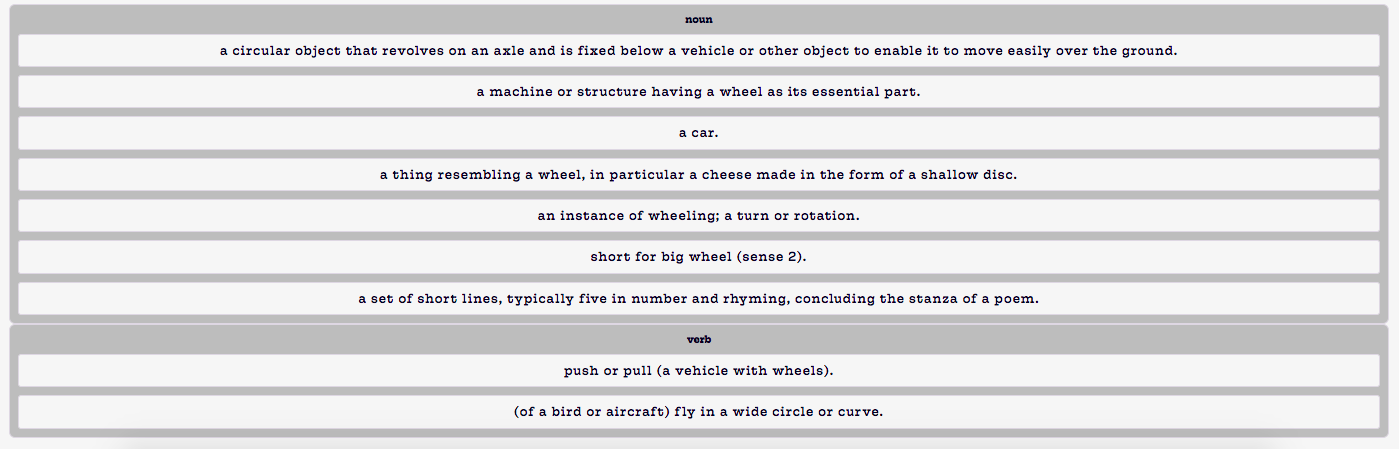 noun
a circular object that revolves on an axle and is fixed below a vehicle or other object to enable it to move easily over the ground.
a machine or structure having a wheel as its essential part.
a car.
a thing resembling a wheel, in particular a cheese made in the form of a shallow disc.
an instance of wheeling; a turn or rotation.
short for big wheel (sense 2).
a set of short lines, typically five in number and rhyming, concluding the stanza of a poem.
verb
push or pull (a vehicle with wheels).
(of a bird or aircraft) fly in a wide circle or curve.